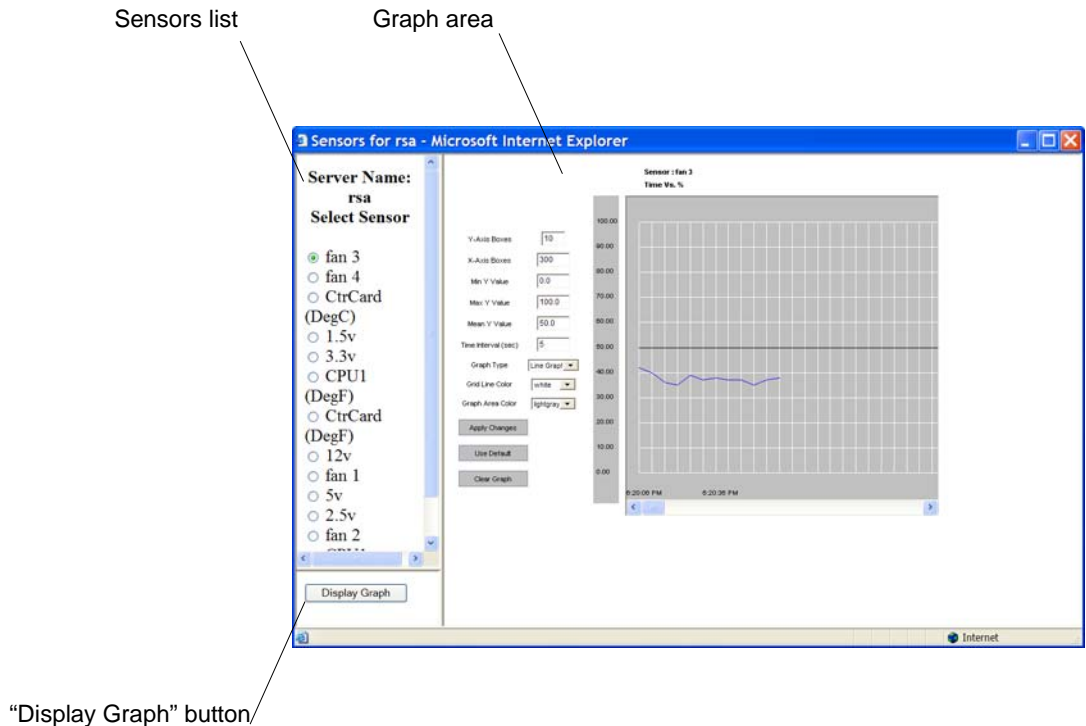 Sensors list
Graph area
Sensors for rsa - Microsoft Internet Explorer
Server Name:
rsa
Select Sensor
fan 3
fan 4
CtrCard
(DegC)
1.5v
3.3v
CPU1
(DegF)
CtrCard
(DegF)
12v
fan 1
5v
2.5v
fan 2
CPU1
Display Graph
Sensor : fan 3
Time Vs. %
Y-Axis Boxes 10
X-Axis Boxes 300
Min Y Value 0.0
Max Y Value 100.0
Mean Y Value 50.0
Time Interval (sec) 5
Graph Type Line Graph
Grid Line Color white
Graph Area Color lightgray
Apply Changes
Use Default
Clear Graph
100.00
90.00
80.00
70.00
60.00
50.00
40.00
30.00
20.00
10.00
0.00
6:20:06 PM 6:20:36 PM
Internet
“Display Graph” button